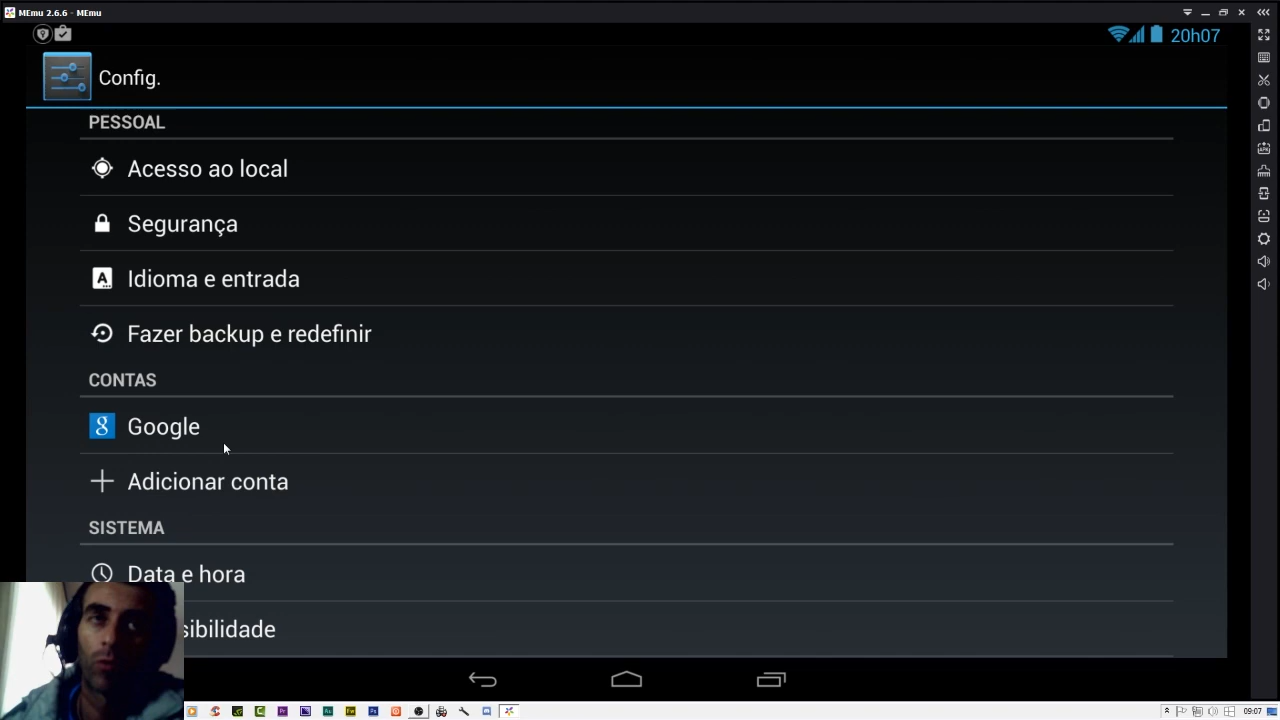 MEmu 2.6.6 - MEmu
20h07
Config.
PESSOAL
Acesso ao local
Segurança
Idioma e entrada
Fazer backup e redefinir
CONTAS
Google
Adicionar conta
SISTEMA
Data e hora
sibilidade
09:07